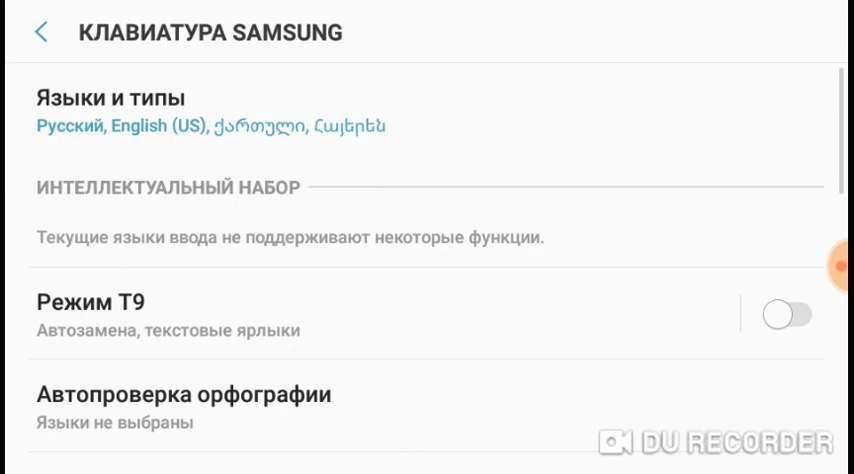 КЛАВИАТУРА SAMSUNG
Языки и типы
Русский, English (US), ქართული, Հայերեն
ИНТЕЛЛЕКТУАЛЬНЫЙ НАБОР
Текущие языки ввода не поддерживают некоторые функции.
Режим T9
Автозамена, текстовые ярлыки
Автопроверка орфографии
Языки не выбраны
DU RECORDER